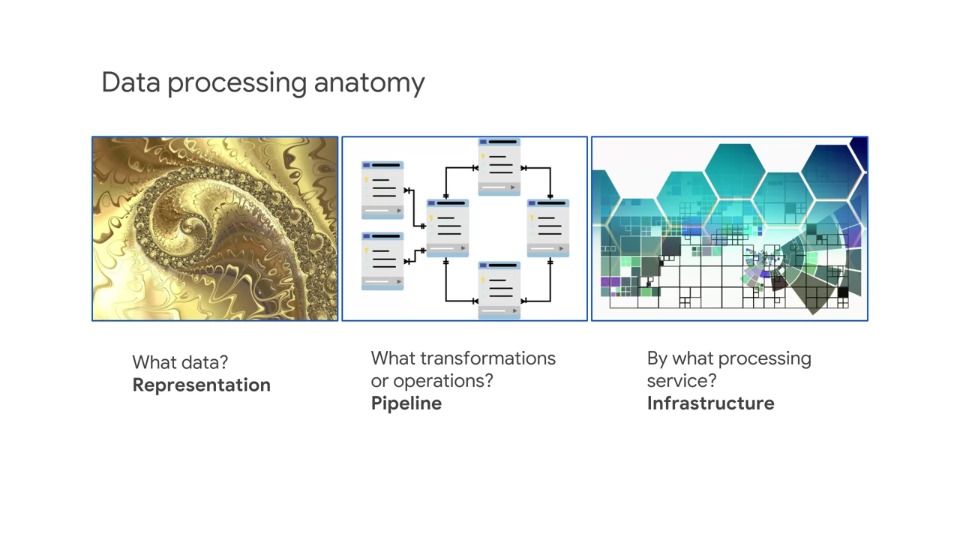 Data processing anatomy
What data?
Representation
What transformations
or operations?
Pipeline
By what processing
service?
Infrastructure